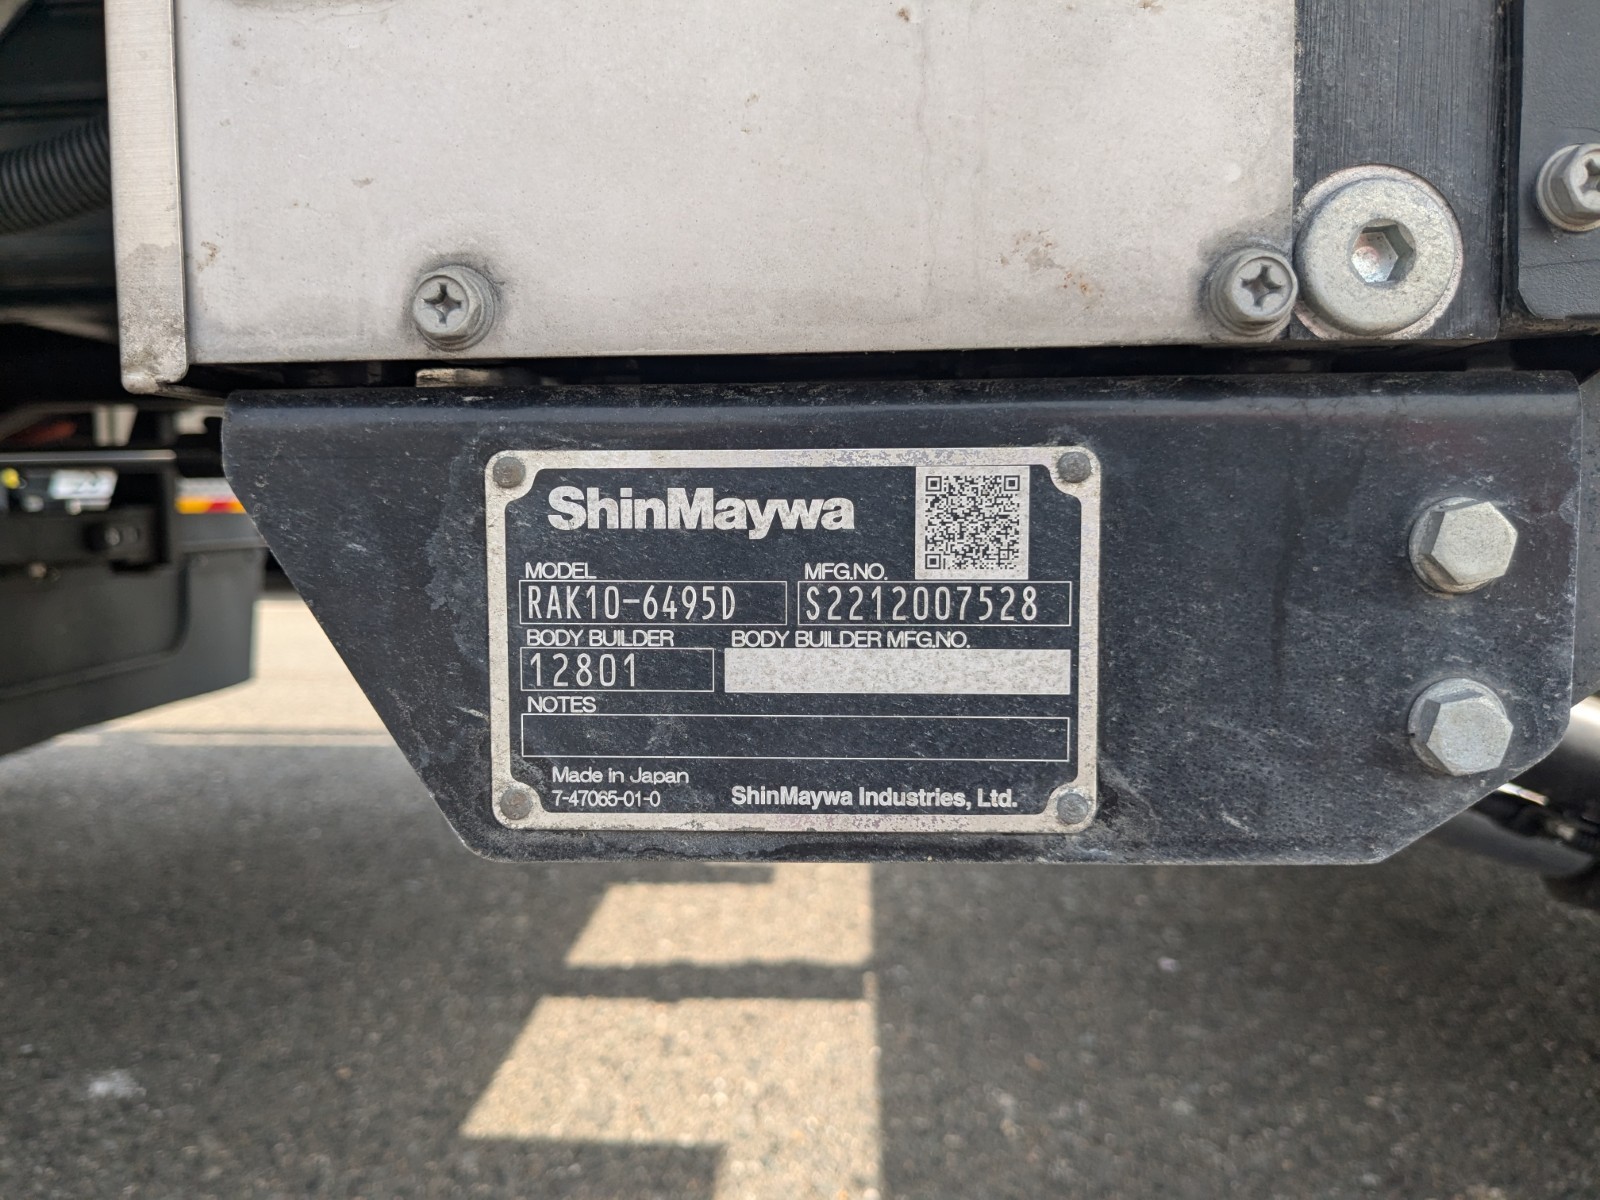 ShinMaywa
MODEL MFG.NO.
RAK10-6495D S2212007528
BODY BUILDER BODY BUILDER MFG.NO.
12801
NOTES
Made in Japan
7-47065-01-0 ShinMaywa Industries, Ltd.